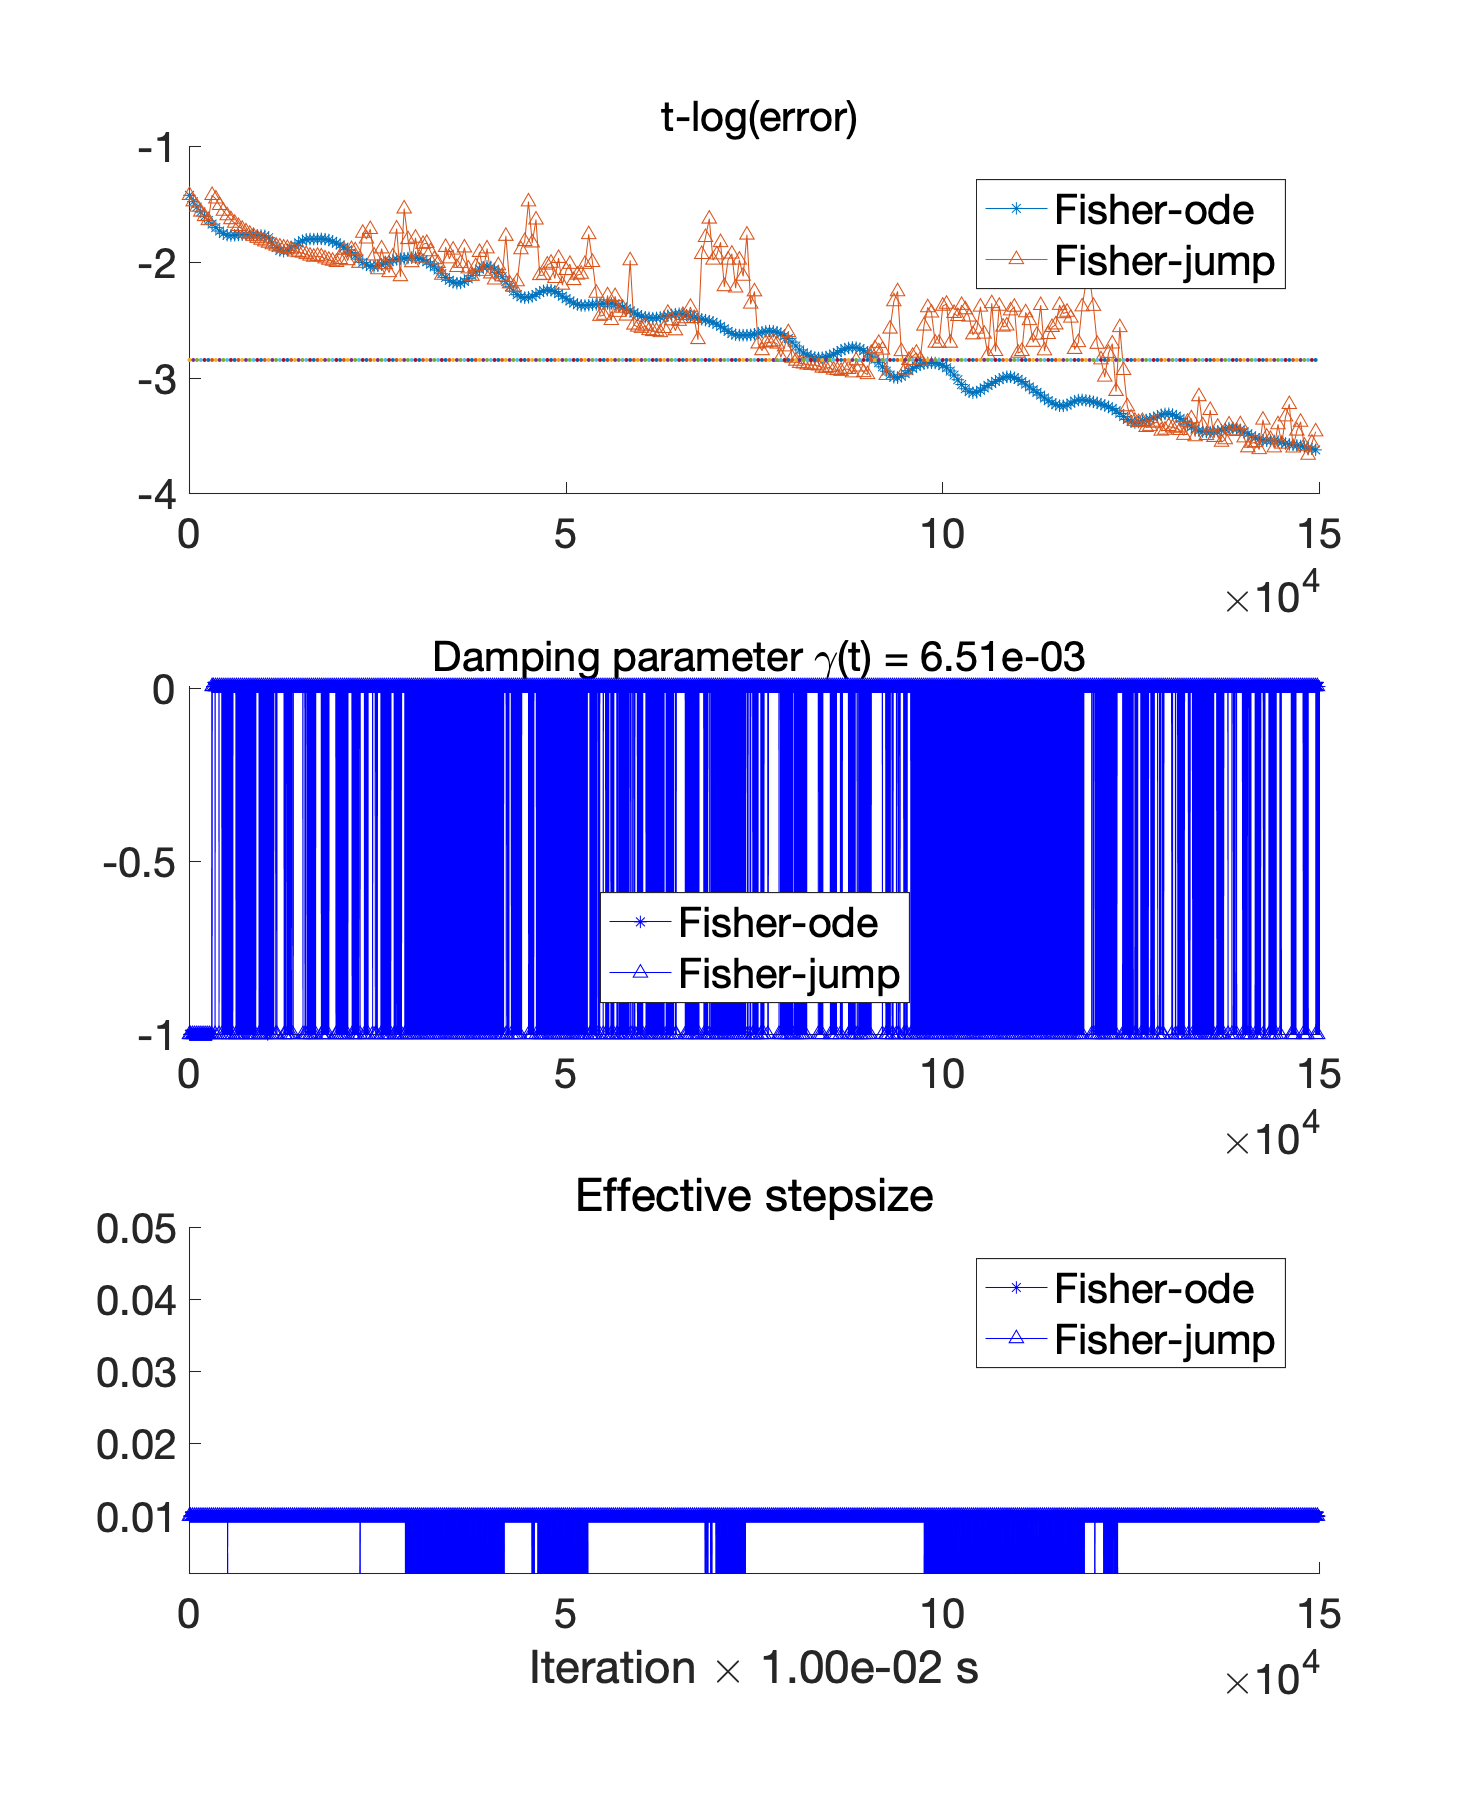 t-log(error)
-1
-2
-3
-4
Fisher-ode
Fisher-jump
0 5 10 15
×10^4
Damping parameter γ(t) = 6.51e-03
0
-0.5
-1
Fisher-ode
Fisher-jump
0 5 10 15
×10^4
Effective stepsize
0.05
0.04
0.03
0.02
0.01
Fisher-ode
Fisher-jump
0 5 10 15
Iteration × 1.00e-02 s
×10^4